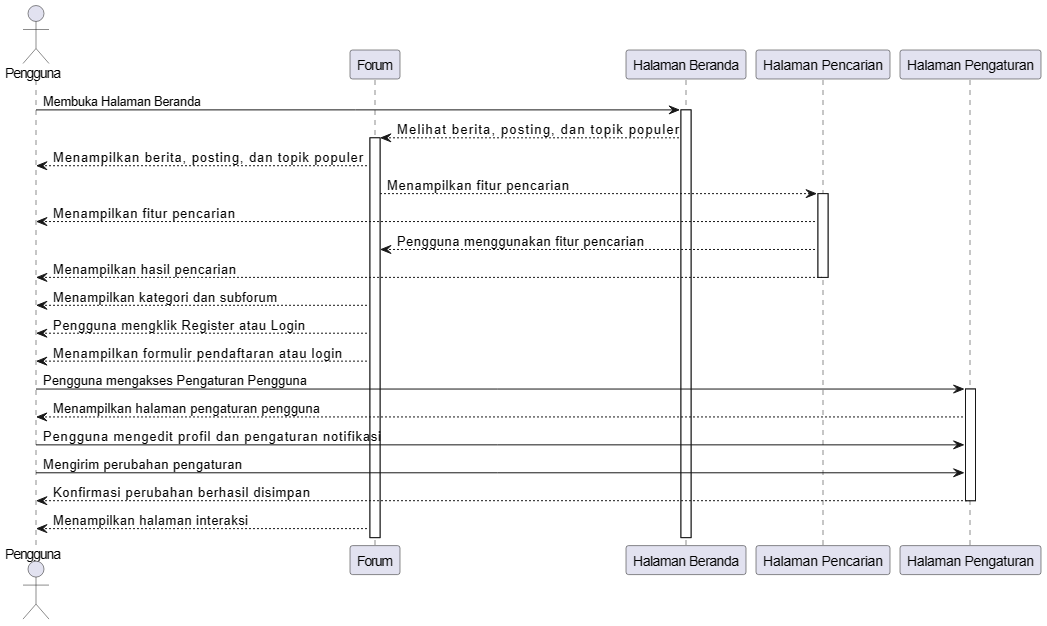 Pengguna
Forum
Halaman Beranda
Halaman Pencarian
Halaman Pengaturan
Membuka Halaman Beranda
Melihat berita, posting, dan topik populer
Menampilkan berita, posting, dan topik populer
Menampilkan fitur pencarian
Menampilkan fitur pencarian
Pengguna menggunakan fitur pencarian
Menampilkan hasil pencarian
Menampilkan kategori dan subforum
Pengguna mengklik Register atau Login
Menampilkan formulir pendaftaran atau login
Pengguna mengakses Pengaturan Pengguna
Menampilkan halaman pengaturan pengguna
Pengguna mengedit profil dan pengaturan notifikasi
Mengirim perubahan pengaturan
Konfirmasi perubahan berhasil disimpan
Menampilkan halaman interaksi
Pengguna
Forum
Halaman Beranda
Halaman Pencarian
Halaman Pengaturan